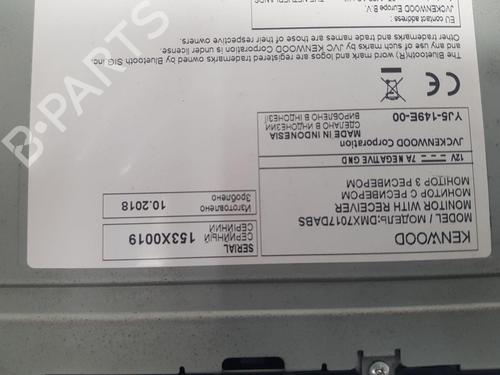 KENWOOD
MODEL / МОДЕЛЬ:DMX7017DABS
MONITOR WITH RECEIVER
МОНИТОР С РЕСИВЕРОМ
МОНІТОР З РЕСИВЕРОМ
12V ⎓ 7A NEGATIVE GND
JVCKENWOOD Corporation
MADE IN INDONESIA
СДЕЛАНО В ИНДОНЕЗИИ
ВИРОБЛЕНО В ІНДОНЕЗІЇ
YJ5-149E-00
SERIAL
СЕРИЙНЫЙ
СЕРІЙНИЙ
153X0019
Изготовлено
Зроблено
10.2018
CE
The Bluetooth(R) word mark and logos are registered trademarks owned by Bluetooth SIG Inc.
and any use of such marks by JVC KENWOOD Corporation is under license.
Other trademarks and trade names are those of their respective owners.
EU contact address :
JVCKENWOOD Europe B.V.
B-PARTS